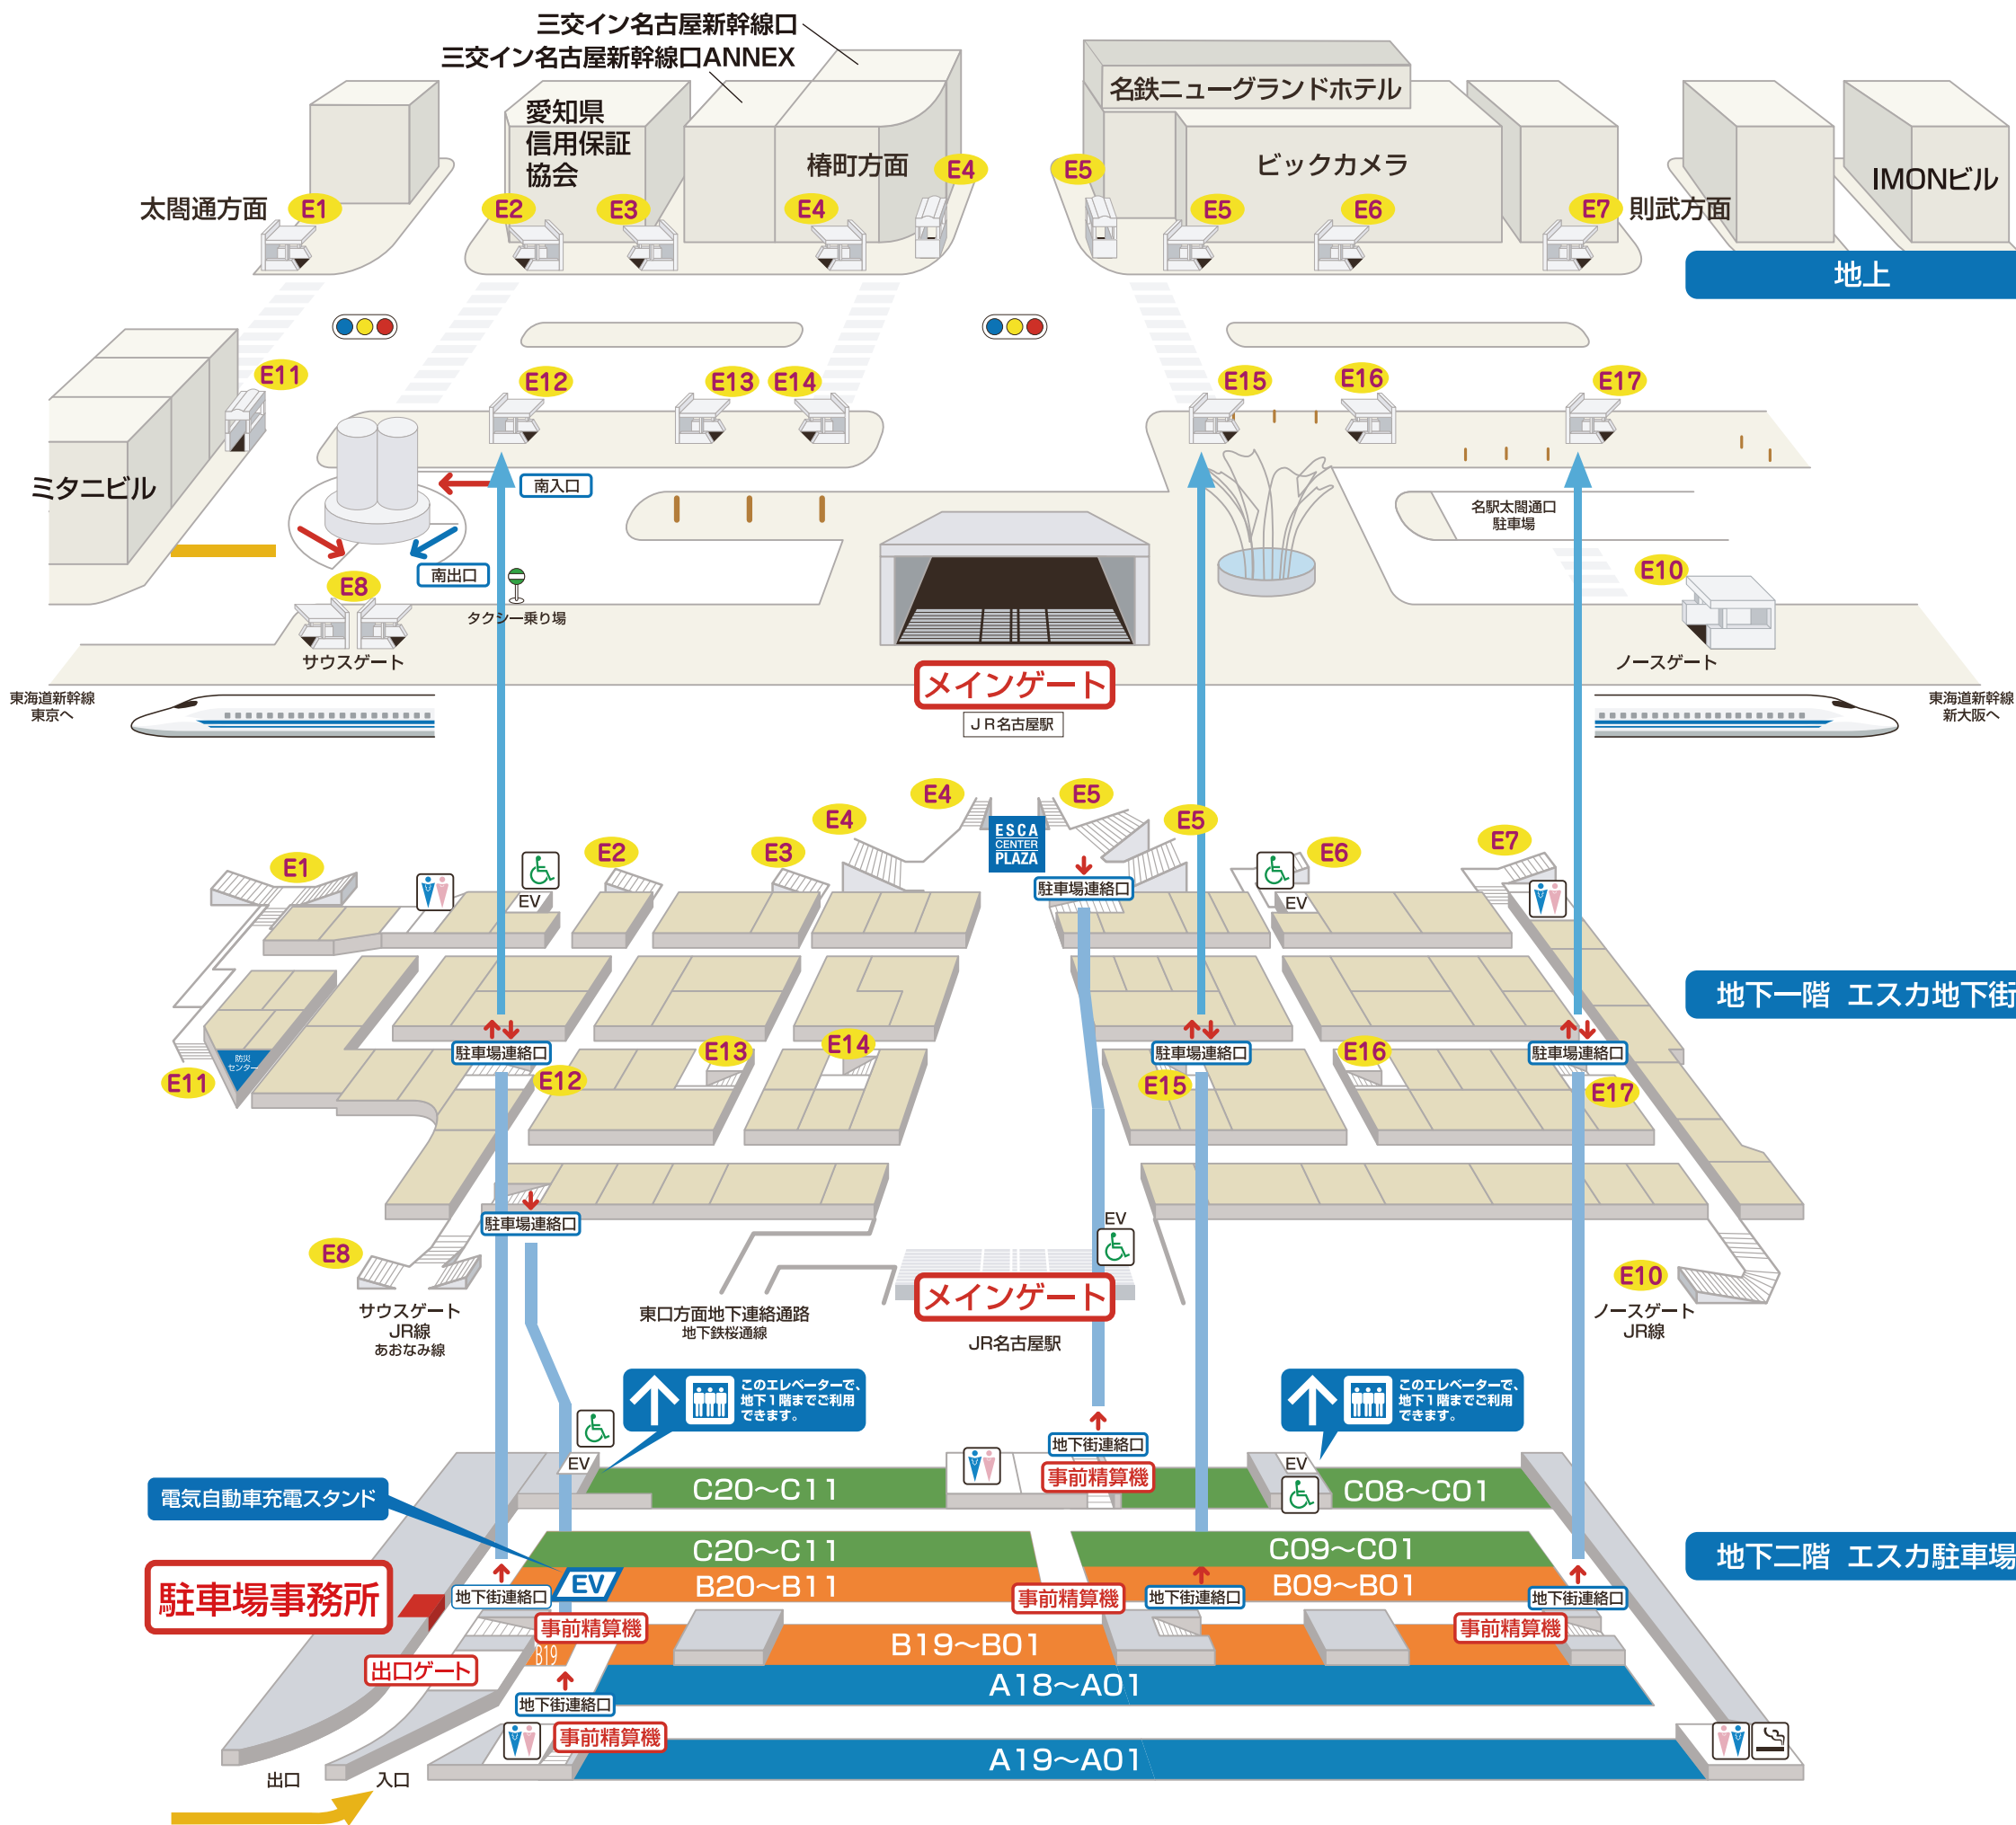 三交イン名古屋新幹線口
三交イン名古屋新幹線口ANNEX
愛知県
信用保証
協会
椿町方面
名鉄ニューグランドホテル
ビックカメラ
IMONビル
太閤通方面
E1
E2
E3
E4
E4
E5
E5
E6
E7
則武方面
地上
E11
E12
E13
E14
E15
E16
E17
ミタニビル
南入口
南出口
名駅太閤通口
駐車場
E8
E10
タクシー乗り場
サウスゲート
ノースゲート
メインゲート
JR名古屋駅
東海道新幹線
東京へ
東海道新幹線
新大阪へ
E4
E5
E4
E5
ESCA
CENTER
PLAZA
E1
E2
E3
E6
E7
駐車場連絡口
EV
EV
地下一階 エスカ地下街
防災
センター
E11
駐車場連絡口
E12
E13
E14
駐車場連絡口
E15
E16
駐車場連絡口
E17
駐車場連絡口
EV
E8
E10
サウスゲート
JR線
あおなみ線
東口方面地下連絡通路
地下鉄桜通線
メインゲート
JR名古屋駅
ノースゲート
JR線
このエレベーターで、
地下1階までご利用
できます。
このエレベーターで、
地下1階までご利用
できます。
地下街連絡口
事前精算機
EV
EV
C20〜C11
C08〜C01
電気自動車充電スタンド
C20〜C11
C09〜C01
地下二階 エスカ駐車場
EV
B20〜B11
B09〜B01
駐車場事務所
地下街連絡口
事前精算機
地下街連絡口
地下街連絡口
事前精算機
事前精算機
B19
B19〜B01
出口ゲート
A18〜A01
地下街連絡口
事前精算機
A19〜A01
出口
入口